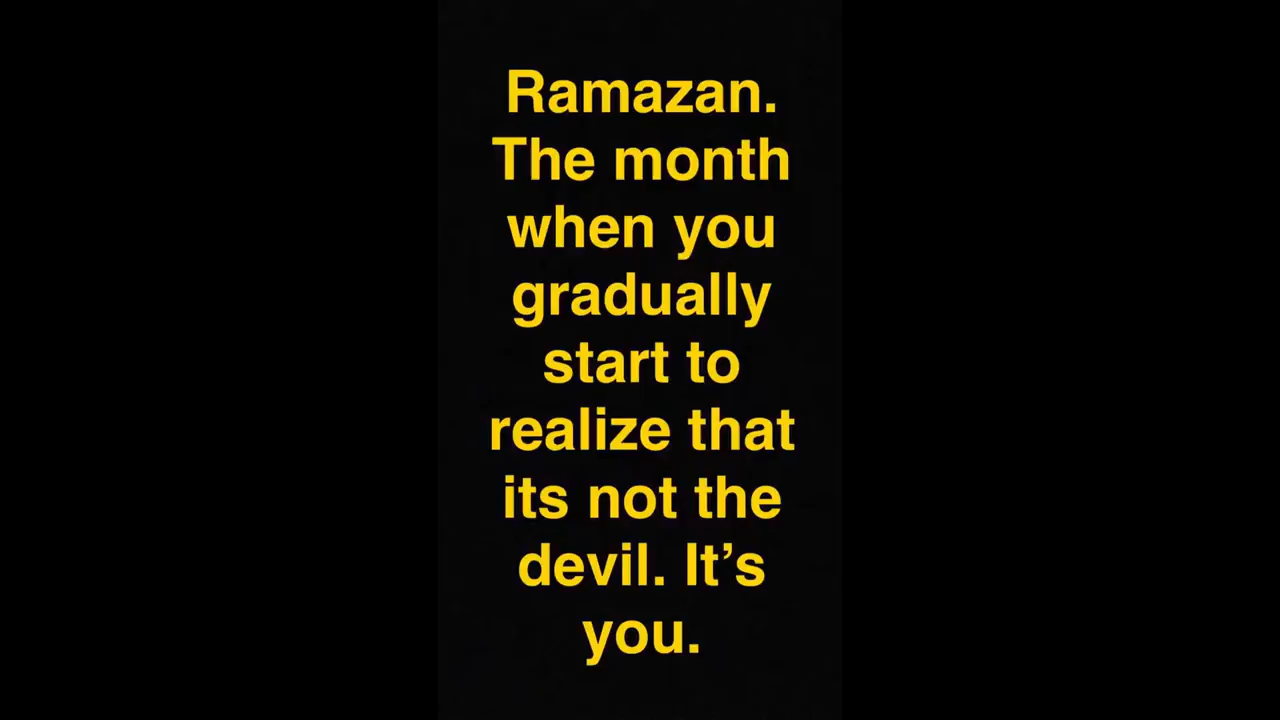 Ramazan.
The month
when you
gradually
start to
realize that
its not the
devil. It’s
you.